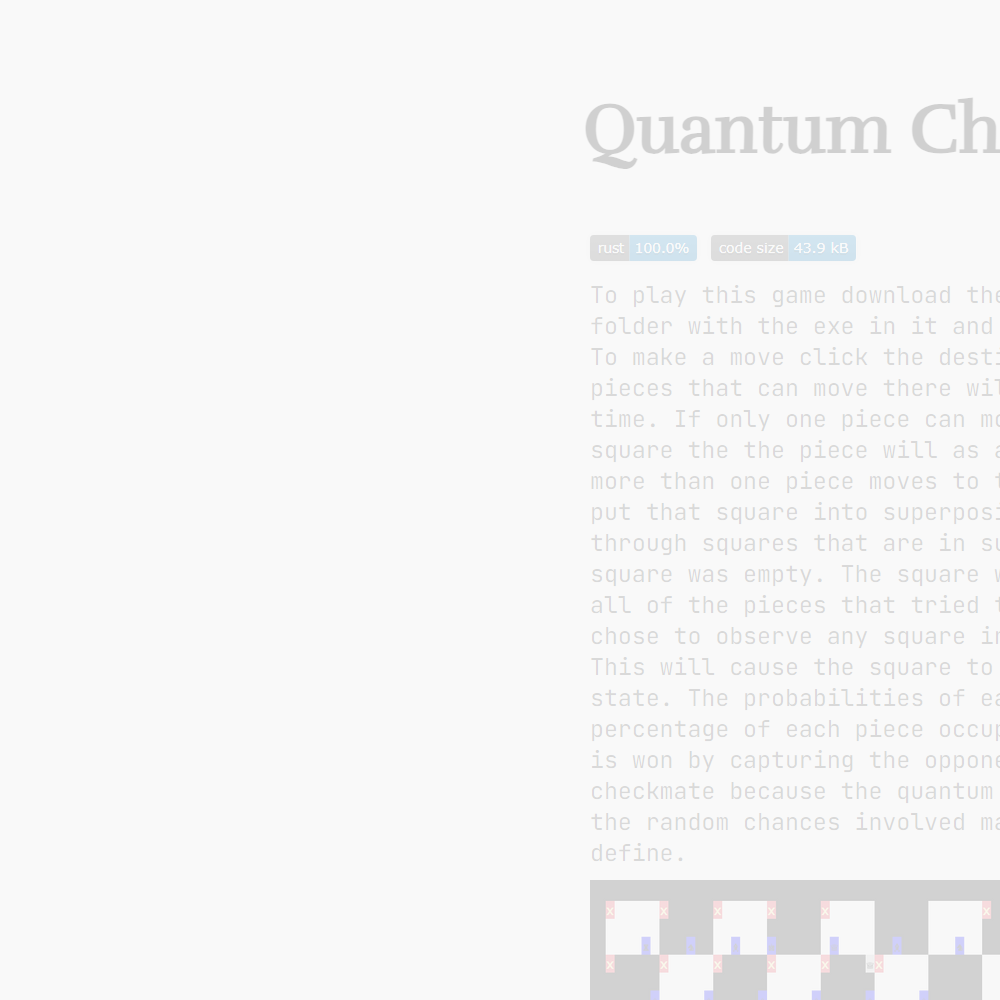 Quantum Ch
rust 100.0% code size 43.9 kB
To play this game download the
folder with the exe in it and
To make a move click the desti
pieces that can move there wil
time. If only one piece can mo
square the the piece will as a
more than one piece moves to t
put that square into superposi
through squares that are in su
square was empty. The square w
all of the pieces that tried t
chose to observe any square in
This will cause the square to
state. The probabilities of ea
percentage of each piece occup
is won by capturing the oppone
checkmate because the quantum
the random chances involved ma
define.
x x x x x x
x x x x x x